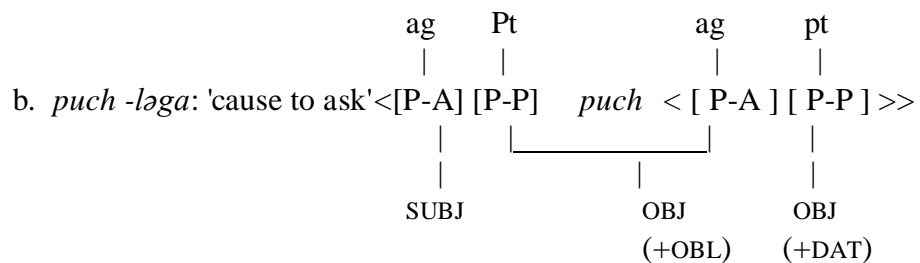 ag Pt ag pt
b. puch -ləga: 'cause to ask'<[P-A] [P-P] puch < [ P-A ] [ P-P ] >>
SUBJ OBJ OBJ
(+OBL) (+DAT)